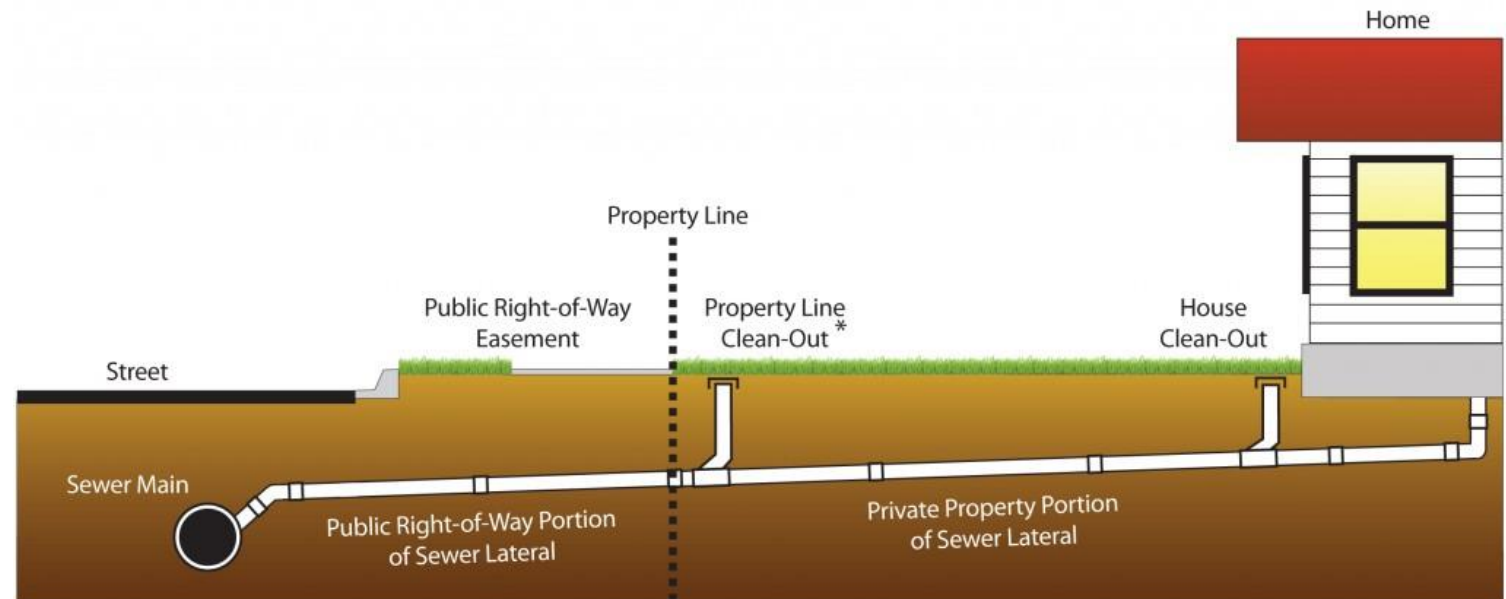 Home
Property Line
Public Right-of-Way
Easement
Property Line
Clean-Out *
House
Clean-Out
Street
Sewer Main
Public Right-of-Way Portion
of Sewer Lateral
Private Property Portion
of Sewer Lateral